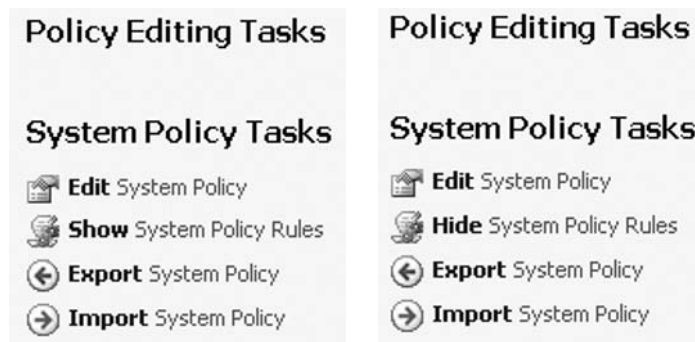 Policy Editing Tasks
System Policy Tasks
Edit System Policy
Show System Policy Rules
Export System Policy
Import System Policy
Policy Editing Tasks
System Policy Tasks
Edit System Policy
Hide System Policy Rules
Export System Policy
Import System Policy